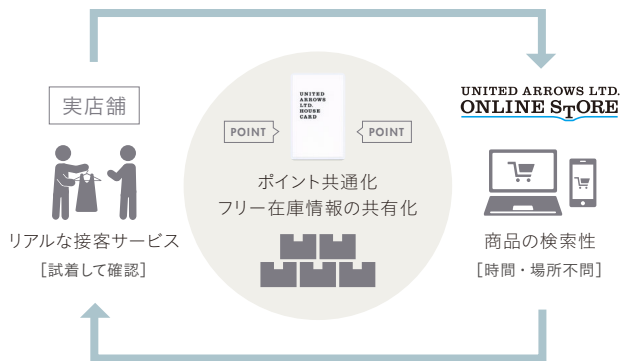 実店舗
リアルな接客サービス
[試着して確認]
UNITED
ARROWS
LTD.
HOUSE
CARD
POINT
POINT
ポイント共通化
フリー在庫情報の共有化
UNITED ARROWS LTD.
ONLINE STORE
商品の検索性
[時間・場所不問]